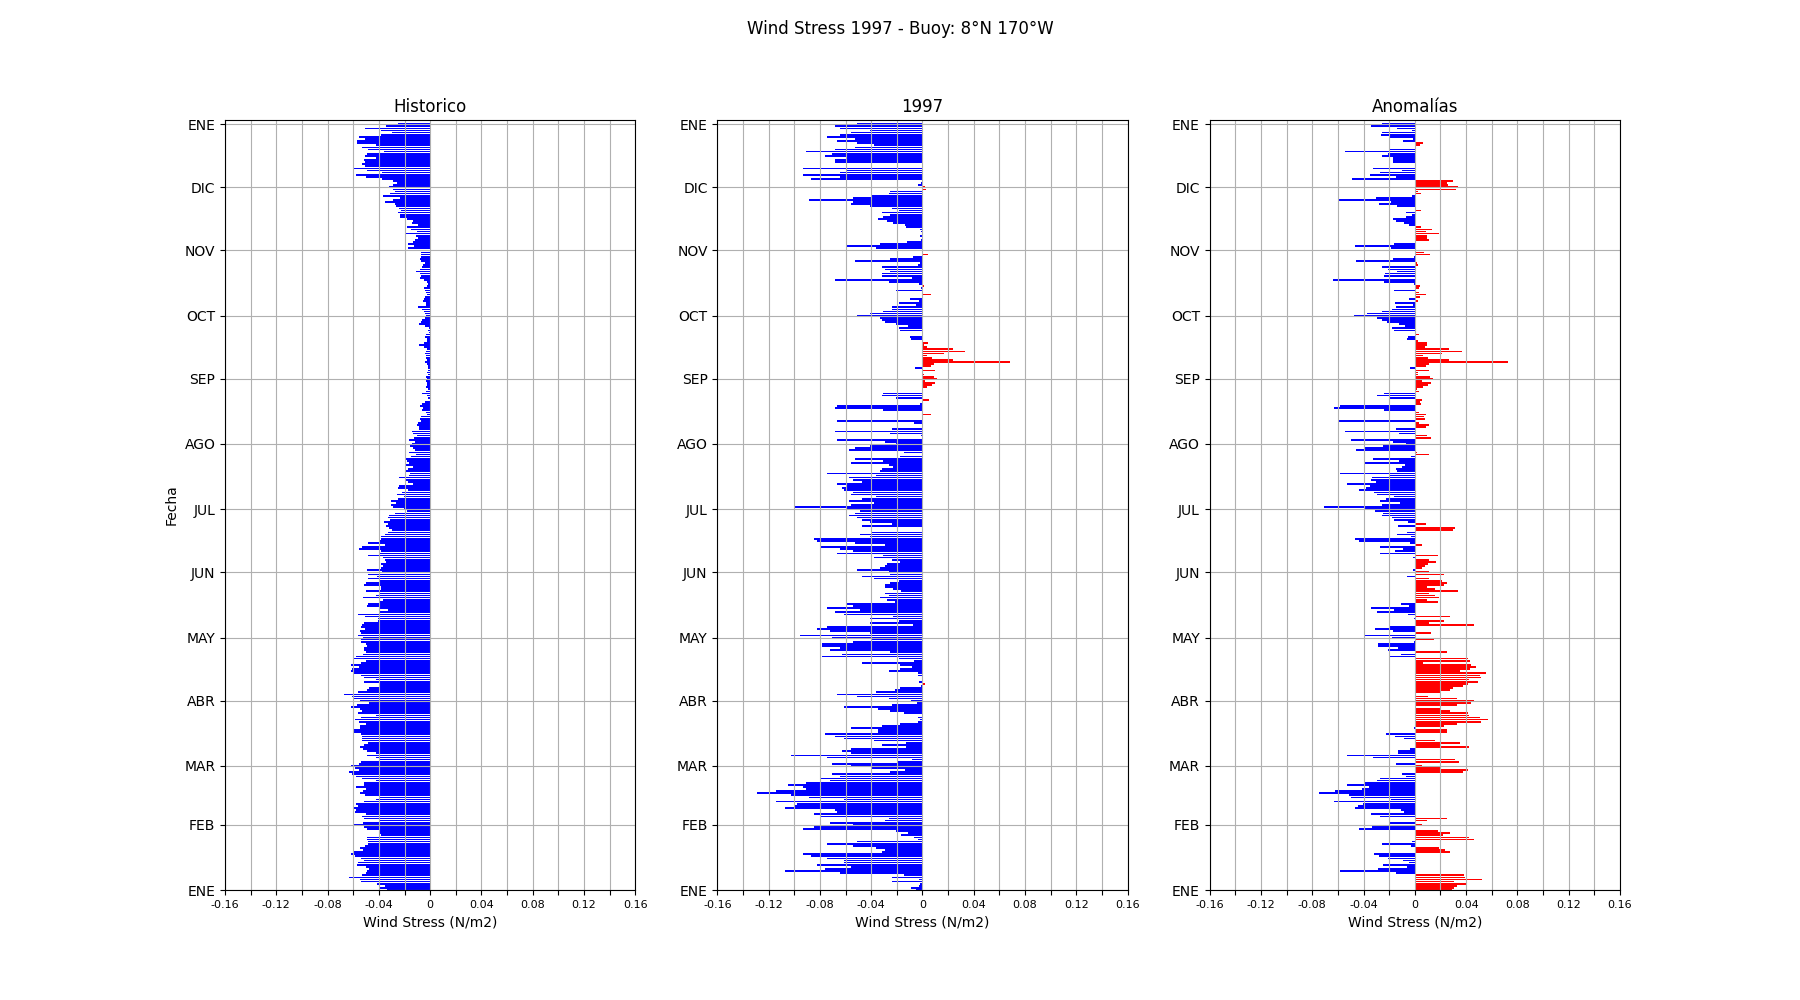 Wind Stress 1997 - Buoy: 8°N 170°W
Historico
1997
Anomalías
ENE
DIC
NOV
OCT
SEP
AGO
JUL
JUN
MAY
ABR
MAR
FEB
ENE
Fecha
-0.16 -0.12 -0.08 -0.04 0 0.04 0.08 0.12 0.16
Wind Stress (N/m2)
ENE
DIC
NOV
OCT
SEP
AGO
JUL
JUN
MAY
ABR
MAR
FEB
ENE
-0.16 -0.12 -0.08 -0.04 0 0.04 0.08 0.12 0.16
Wind Stress (N/m2)
ENE
DIC
NOV
OCT
SEP
AGO
JUL
JUN
MAY
ABR
MAR
FEB
ENE
-0.16 -0.12 -0.08 -0.04 0 0.04 0.08 0.12 0.16
Wind Stress (N/m2)